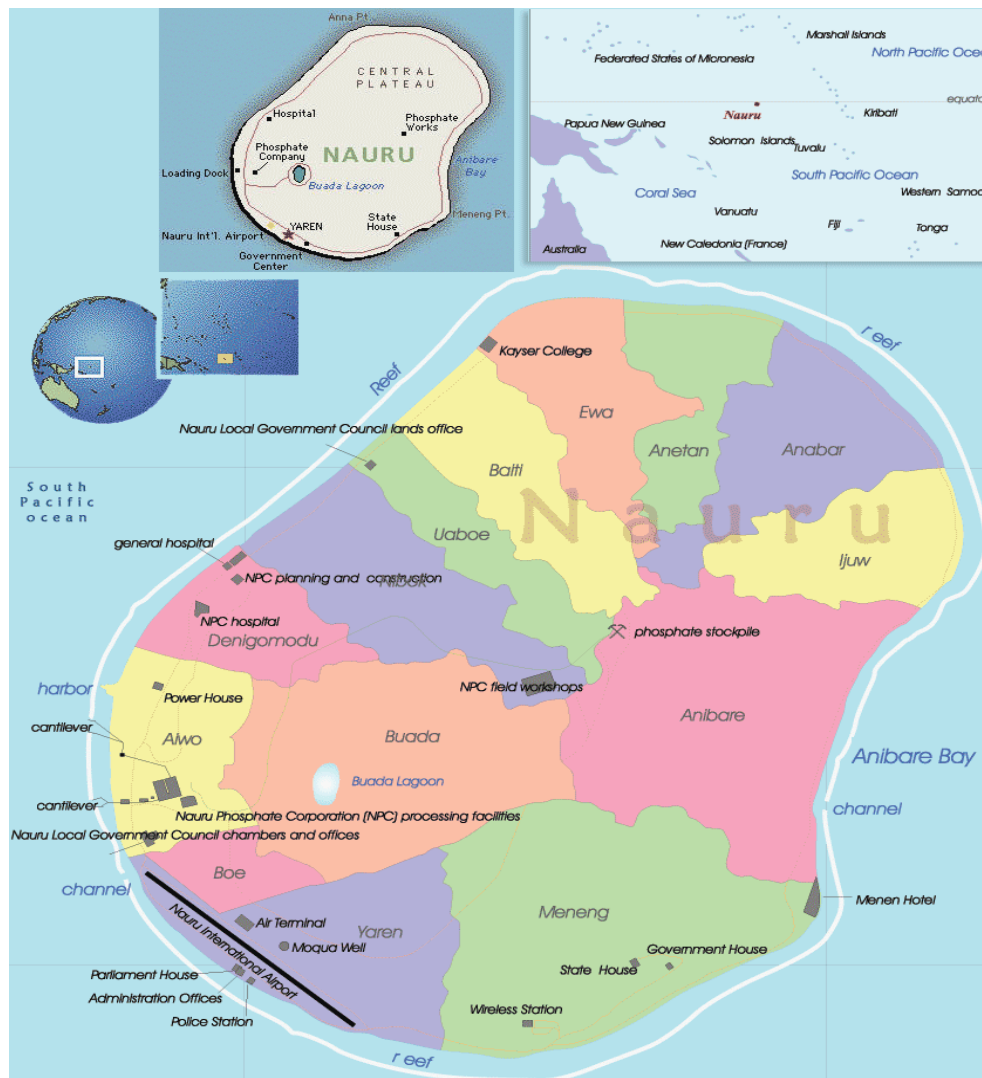 Anna Pt.
CENTRAL
PLATEAU
Hospital
Phosphate
Works
Phosphate
Company
NAURU
Anibare
Bay
Loading Dock
Buada Lagoon
Meneng Pt.
State
House
YAREN
Nauru Int'l. Airport
Government
Center
Marshall Islands
North Pacific Ocea
Federated States of Micronesia
equato
Nauru
Kiribati
Papua New Guinea
Solomon Islands
Tuvalu
South Pacific Ocean
Coral Sea
Western Samoa
Vanuatu
Fiji
Tonga
New Caledonia (France)
Australia
reef
Kayser College
Reef
Ewa
Nauru Local Government Council lands office
Anetan
Anabar
Baiti
South
Pacific
ocean
Nauru
Uaboe
general hospital
Ijuw
NPC planning and construction
Nibok
NPC hospital
Denigomodu
phosphate stockpile
harbor
Power House
NPC field workshops
Anibare
cantilever
Aiwo
Buada
Anibare Bay
Buada Lagoon
cantilever
channel
Nauru Phosphate Corporation (NPC) processing facilities
Nauru Local Government Council chambers and offices
Boe
channel
Menen Hotel
Meneng
Air Terminal
Yaren
Nauru International Airport
Moqua Well
Government House
Parliament House
State House
Administration Offices
Wireless Station
Police Station
reef